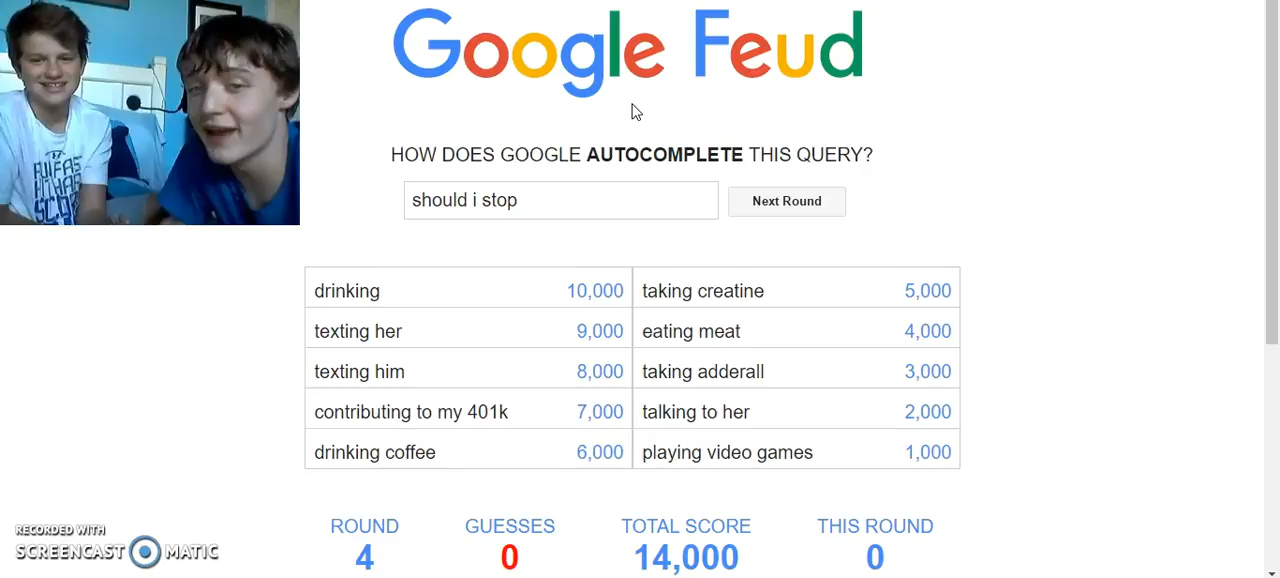 Google Feud
HOW DOES GOOGLE AUTOCOMPLETE THIS QUERY?
should i stop
Next Round
drinking 10,000
texting her 9,000
texting him 8,000
contributing to my 401k 7,000
drinking coffee 6,000
taking creatine 5,000
eating meat 4,000
taking adderall 3,000
talking to her 2,000
playing video games 1,000
ROUND
4
GUESSES
0
TOTAL SCORE
14,000
THIS ROUND
0
RECORDED WITH
SCREENCAST MATIC